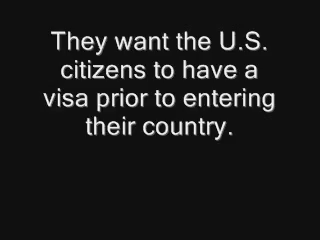 They want the U.S.
citizens to have a
visa prior to entering
their country.